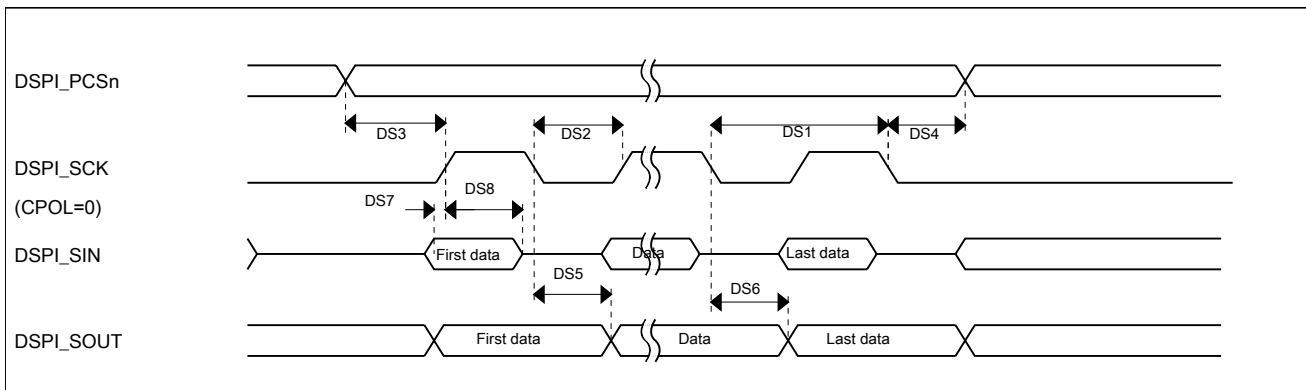 DSPI_PCSn
DS3
DS2
DS1
DS4
DSPI_SCK
(CPOL=0)
DS7
DS8
DSPI_SIN
First data
Data
Last data
DS5
DS6
DSPI_SOUT
First data
Data
Last data